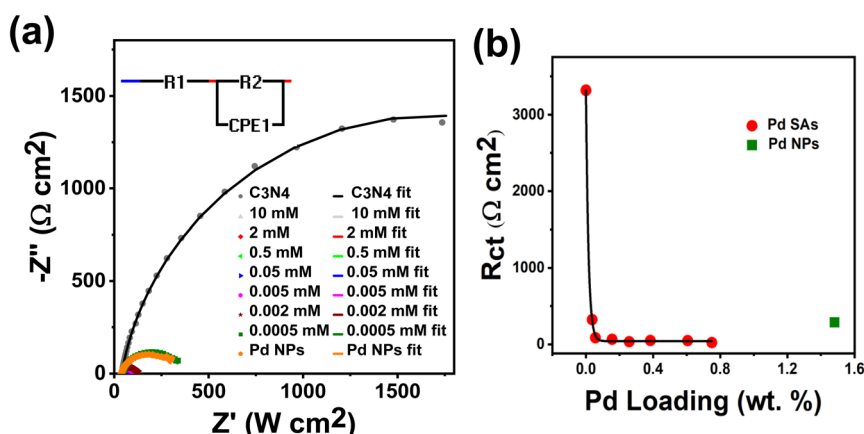 (a)
-Z'' (Ω cm2)
1500
1000
500
0
R1
R2
CPE1
C3N4
C3N4 fit
10 mM
10 mM fit
2 mM
2 mM fit
0.5 mM
0.5 mM fit
0.05 mM
0.05 mM fit
0.005 mM
0.005 mM fit
0.002 mM
0.002 mM fit
0.0005 mM
0.0005 mM fit
Pd NPs
Pd NPs fit
0 500 1000 1500
Z' (W cm2)
(b)
Rct (Ω cm2)
3000
2000
1000
0
Pd SAs
Pd NPs
0.0 0.4 0.8 1.2 1.6
Pd Loading (wt. %)